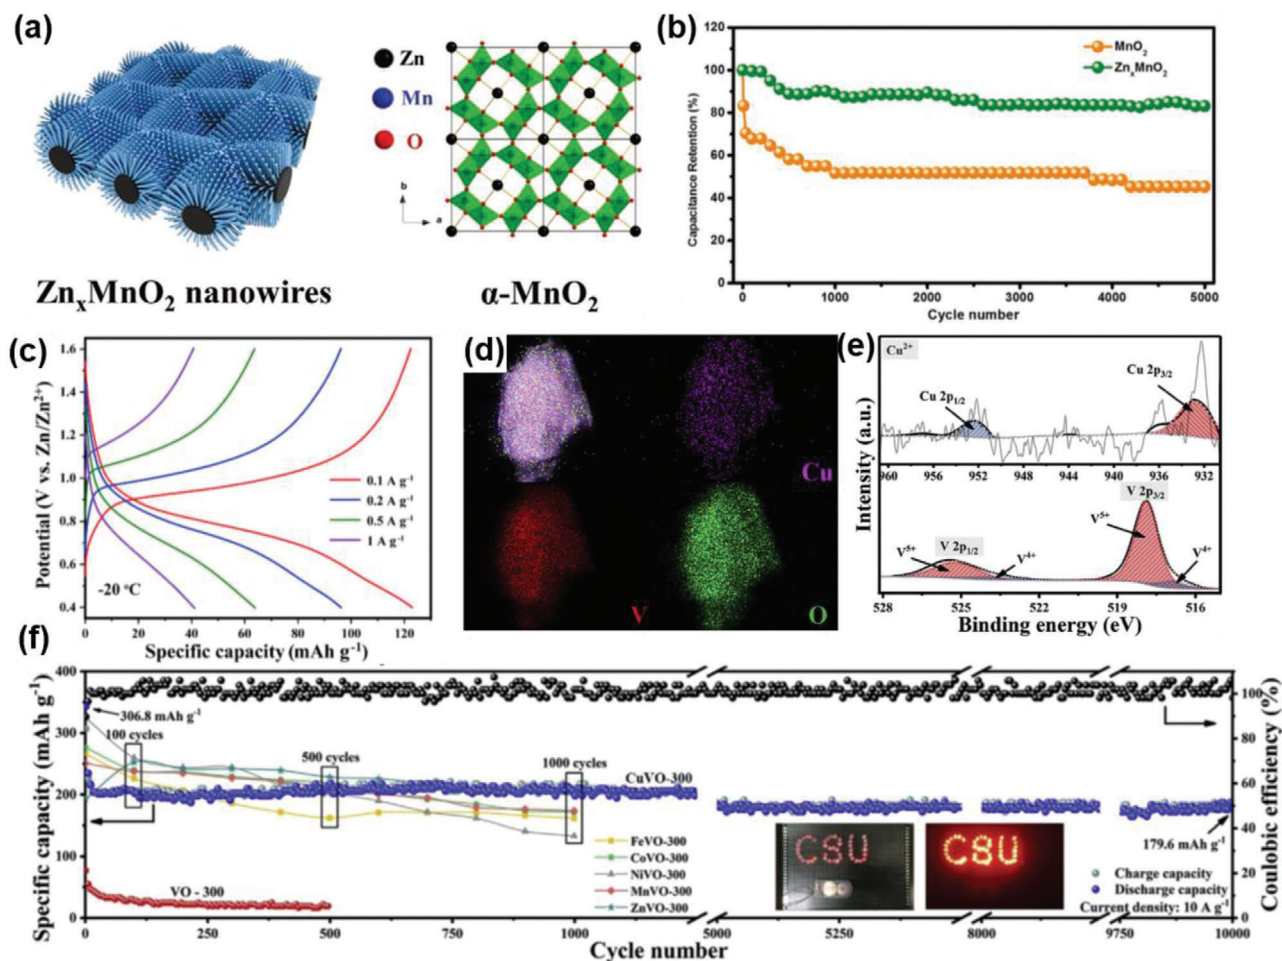 (a)
Zn
Mn
O
b
a
ZnₓMnO₂ nanowires
α-MnO₂
(b)
MnO₂
ZnₓMnO₂
Capacitance Retention (%)
120
100
80
60
40
20
0
0 1000 2000 3000 4000 5000
Cycle number
(c)
Potential (V vs. Zn/Zn²⁺)
1.6
1.4
1.2
1.0
0.8
0.6
0.4
0.1 A g⁻¹
0.2 A g⁻¹
0.5 A g⁻¹
1 A g⁻¹
-20 °C
0 10 20 30 40 50 60 70 80 90 100 110 120
Specific capacity (mAh g⁻¹)
(d)
Cu
V
O
(e)
Intensity (a.u.)
Cu²⁺
Cu 2p₁/₂
Cu 2p₃/₂
960 956 952 948 944 940 936 932
V 2p₃/₂
V⁵⁺
V⁴⁺
V⁵⁺
V 2p₁/₂
V⁴⁺
528 525 522 519 516
Binding energy (eV)
(f)
Specific capacity (mAh g⁻¹)
400
300
200
100
0
306.8 mAh g⁻¹
100 cycles
500 cycles
1000 cycles
CuVO-300
FeVO-300
CoVO-300
NiVO-300
MnVO-300
ZnVO-300
VO - 300
CSU
CSU
179.6 mAh g⁻¹
Charge capacity
Discharge capacity
Current density: 10 A g⁻¹
100
80
60
40
20
0
Coulobic efficiency (%)
0 250 500 750 1000 5000 5250 8000 9750 10000
Cycle number